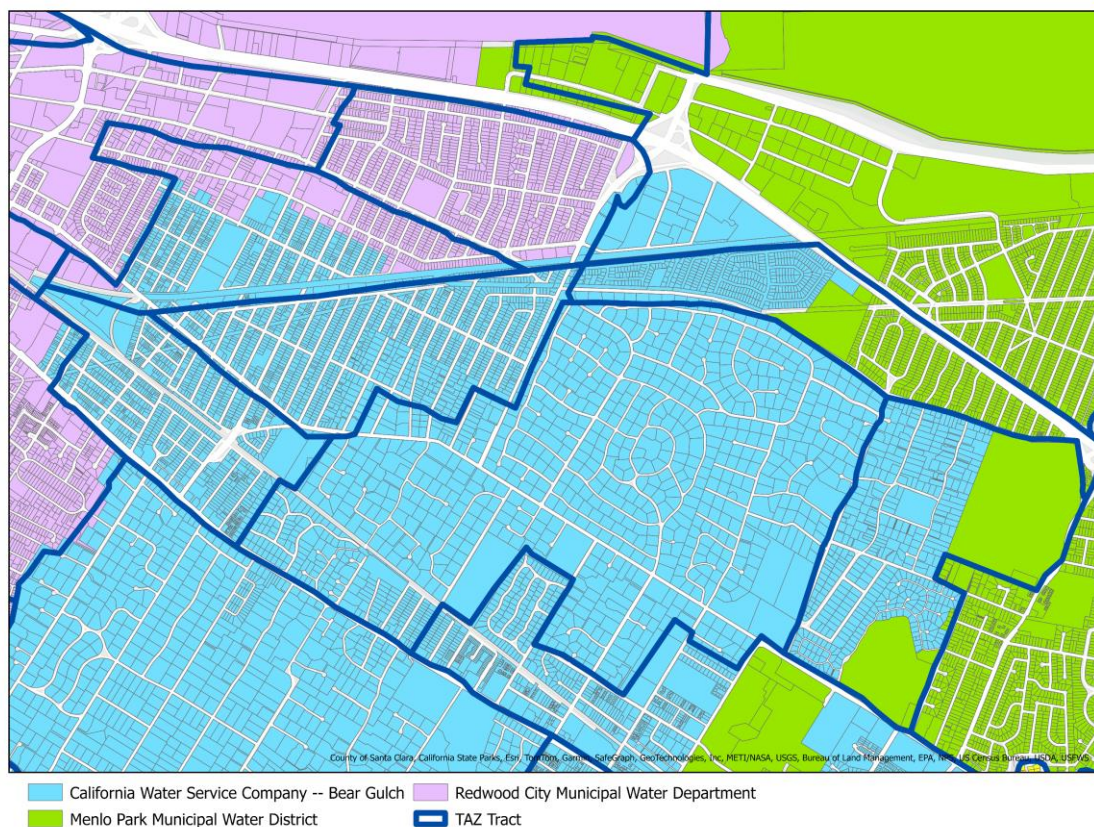 County of Santa Clara, California State Parks, Esri, TomTom, Garmin, SafeGraph, GeoTechnologies, Inc, METI/NASA, USGS, Bureau of Land Management, EPA, NPS, US Census Bureau, USDA, USFWS
California Water Service Company -- Bear Gulch
Redwood City Municipal Water Department
Menlo Park Municipal Water District
TAZ Tract